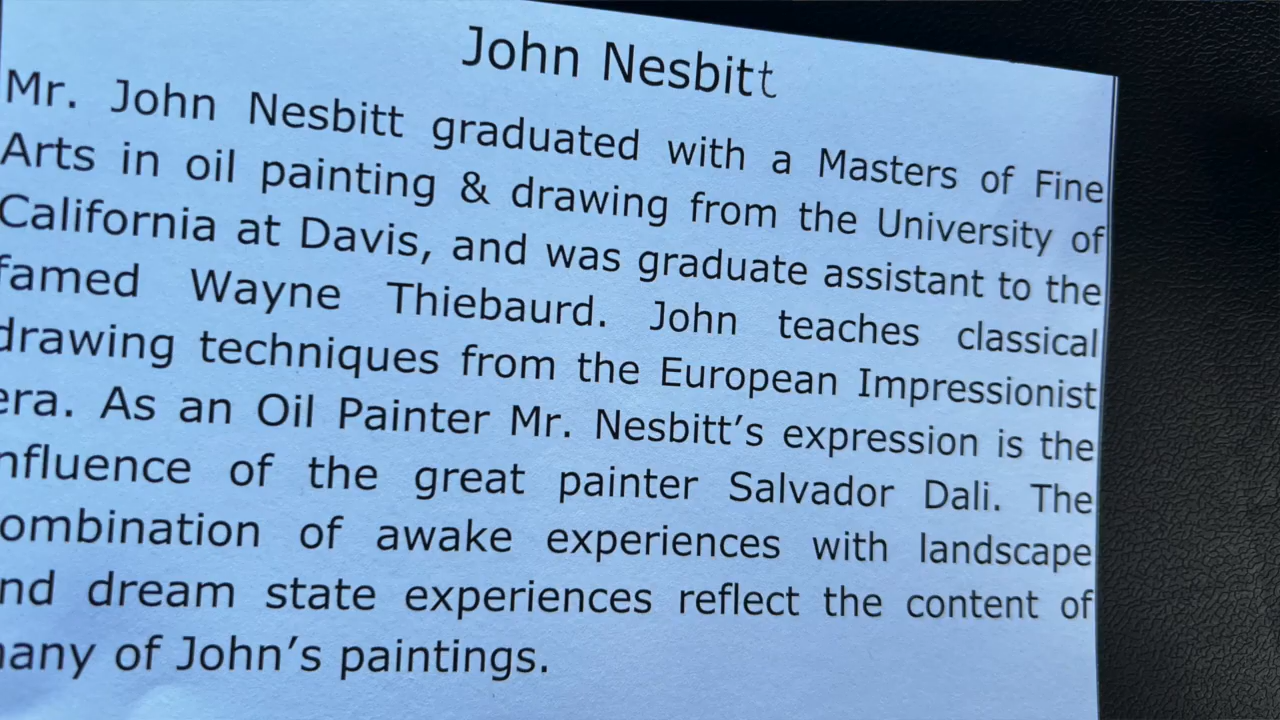 John Nesbitt
Mr. John Nesbitt graduated with a Masters of Fine
Arts in oil painting & drawing from the University of
California at Davis, and was graduate assistant to the
famed Wayne Thiebaurd. John teaches classical
drawing techniques from the European Impressionist
era. As an Oil Painter Mr. Nesbitt’s expression is the
nfluence of the great painter Salvador Dali. The
ombination of awake experiences with landscape
nd dream state experiences reflect the content of
any of John’s paintings.